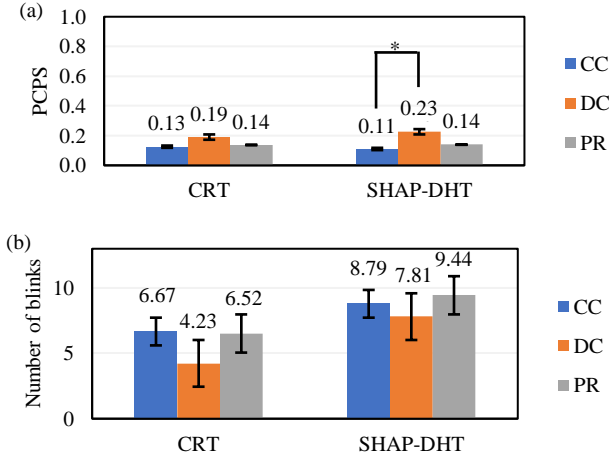 (a)
PCPS
1.0
0.8
0.6
0.4
0.2
0.0
*
0.13 0.19 0.14
0.11 0.23 0.14
CRT SHAP-DHT
CC
DC
PR
(b)
Number of blinks
10
5
0
6.67 4.23 6.52
8.79 7.81 9.44
CRT SHAP-DHT
CC
DC
PR